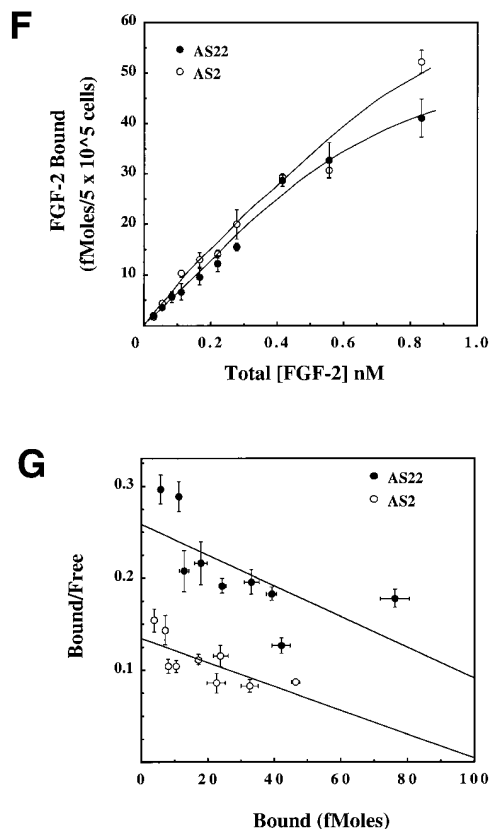 F
60
50
40
30
20
10
0
0.2
0.4
0.6
0.8
1.0
AS22
AS2
FGF-2 Bound
(fMoles/5 x 10^5 cells)
Total [FGF-2] nM
G
0.3
0.2
0.1
0
20
40
60
80
100
AS22
AS2
Bound/Free
Bound (fMoles)